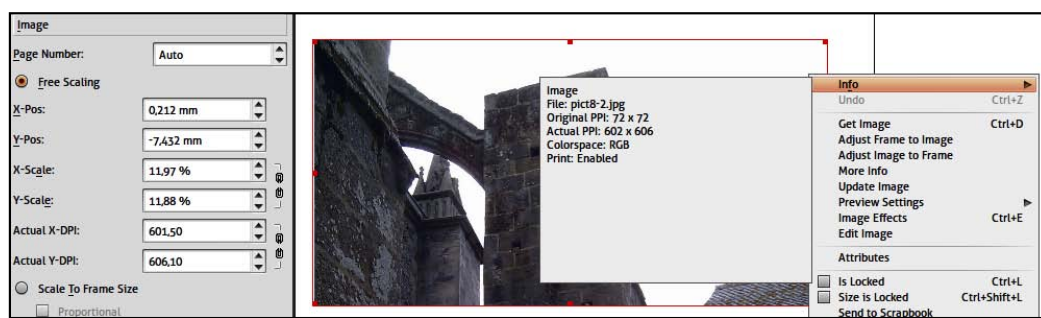 Image
Page Number: Auto
Free Scaling
X-Pos: 0,212 mm
Y-Pos: -7,432 mm
X-Scale: 11,97 %
Y-Scale: 11,88 %
Actual X-DPI: 601,50
Actual Y-DPI: 606,10
Scale To Frame Size
Proportional
Image
File: pict8-2.jpg
Original PPI: 72 x 72
Actual PPI: 602 x 606
Colorspace: RGB
Print: Enabled
Info
Undo Ctrl+Z
Get Image Ctrl+D
Adjust Frame to Image
Adjust Image to Frame
More Info
Update Image
Preview Settings
Image Effects Ctrl+E
Edit Image
Attributes
Is Locked Ctrl+L
Size is Locked Ctrl+Shift+L
Send to Scrapbook